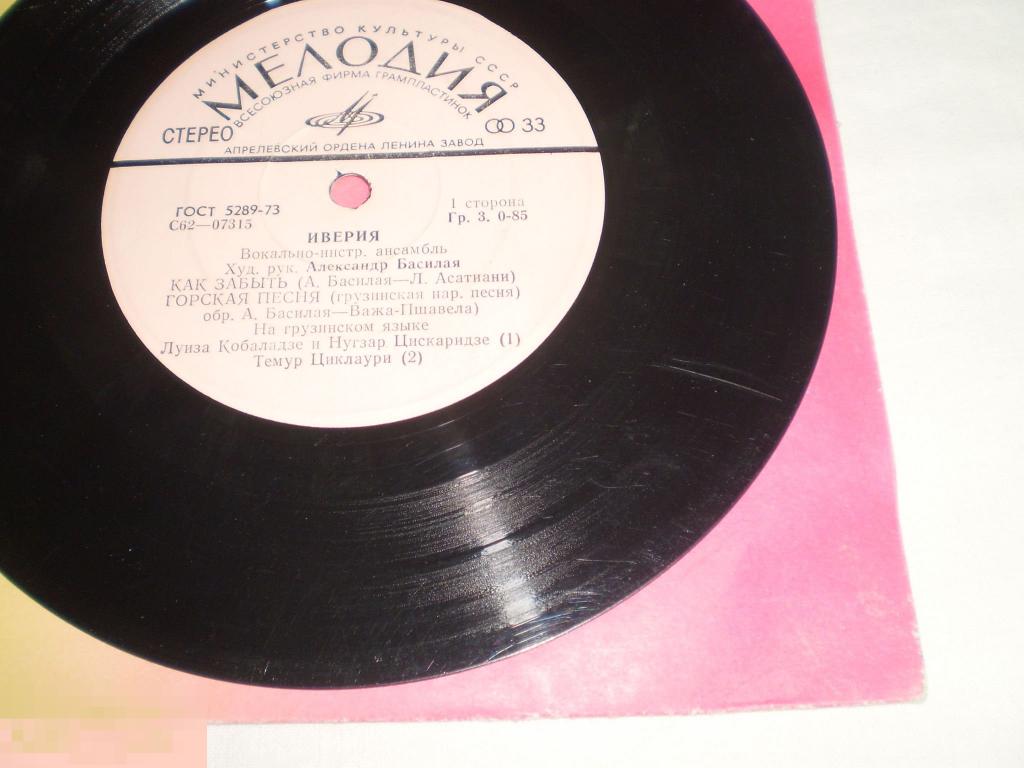 МИНИСТЕРСТВО КУЛЬТУРЫ СССР
МЕЛОДИЯ
ВСЕСОЮЗНАЯ ФИРМА ГРАМПЛАСТИНОК
СТЕРЕО 33
АПРЕЛЕВСКИЙ ОРДЕНА ЛЕНИНА ЗАВОД
ГОСТ 5289-73 1 сторона
С62—07315 Гр. 3. 0-85
ИВЕРИЯ
Вокально-инстр. ансамбль
Худ. рук. Александр Басилая
КАК ЗАБЫТЬ (А. Басилая—Л. Асатиани)
ГОРСКАЯ ПЕСНЯ (грузинская нар. песня)
обр. А. Басилая—Важа-Пшавела)
На грузинском языке
Луиза Кобаладзе и Нугзар Цискаридзе (1)
Темур Циклаури (2)